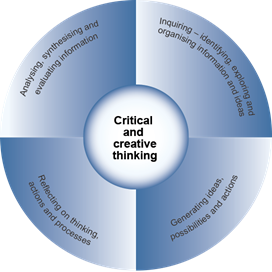 Analysing, synthesising and
evaluating information
Inquiring – identifying, exploring and
organising information and ideas
Critical
and
creative
thinking
Reflecting on thinking,
actions and processes
Generating ideas,
possibilities and actions